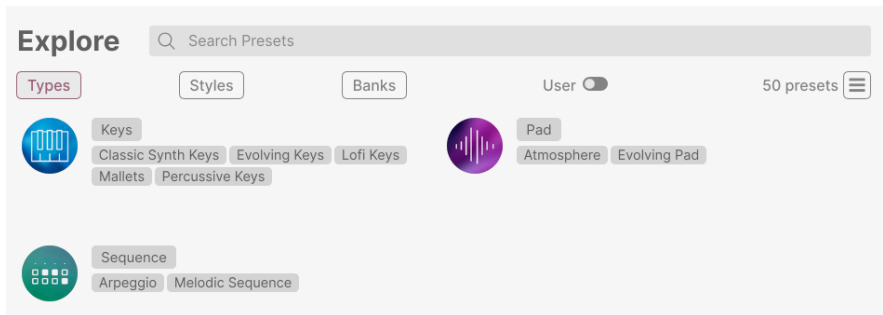 Explore
Search Presets
Types Styles Banks User 50 presets
Keys
Classic Synth Keys Evolving Keys Lofi Keys
Mallets Percussive Keys
Pad
Atmosphere Evolving Pad
Sequence
Arpeggio Melodic Sequence